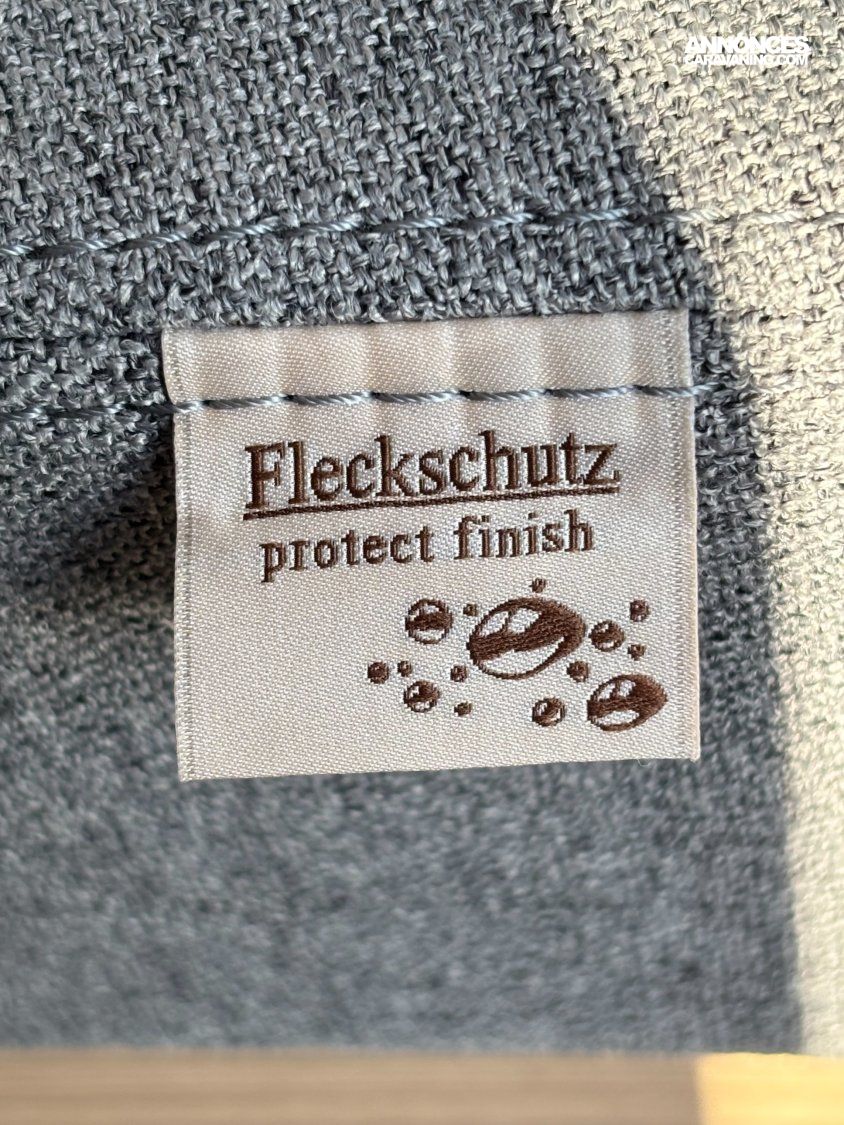 ANNONCES
CARAVANING.COM
Fleckschutz
protect finish